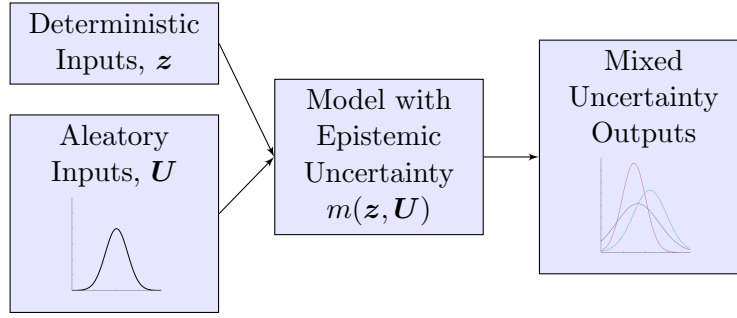 Deterministic
Inputs, z
Aleatory
Inputs, U
Model with
Epistemic
Uncertainty
m(z, U)
Mixed
Uncertainty
Outputs